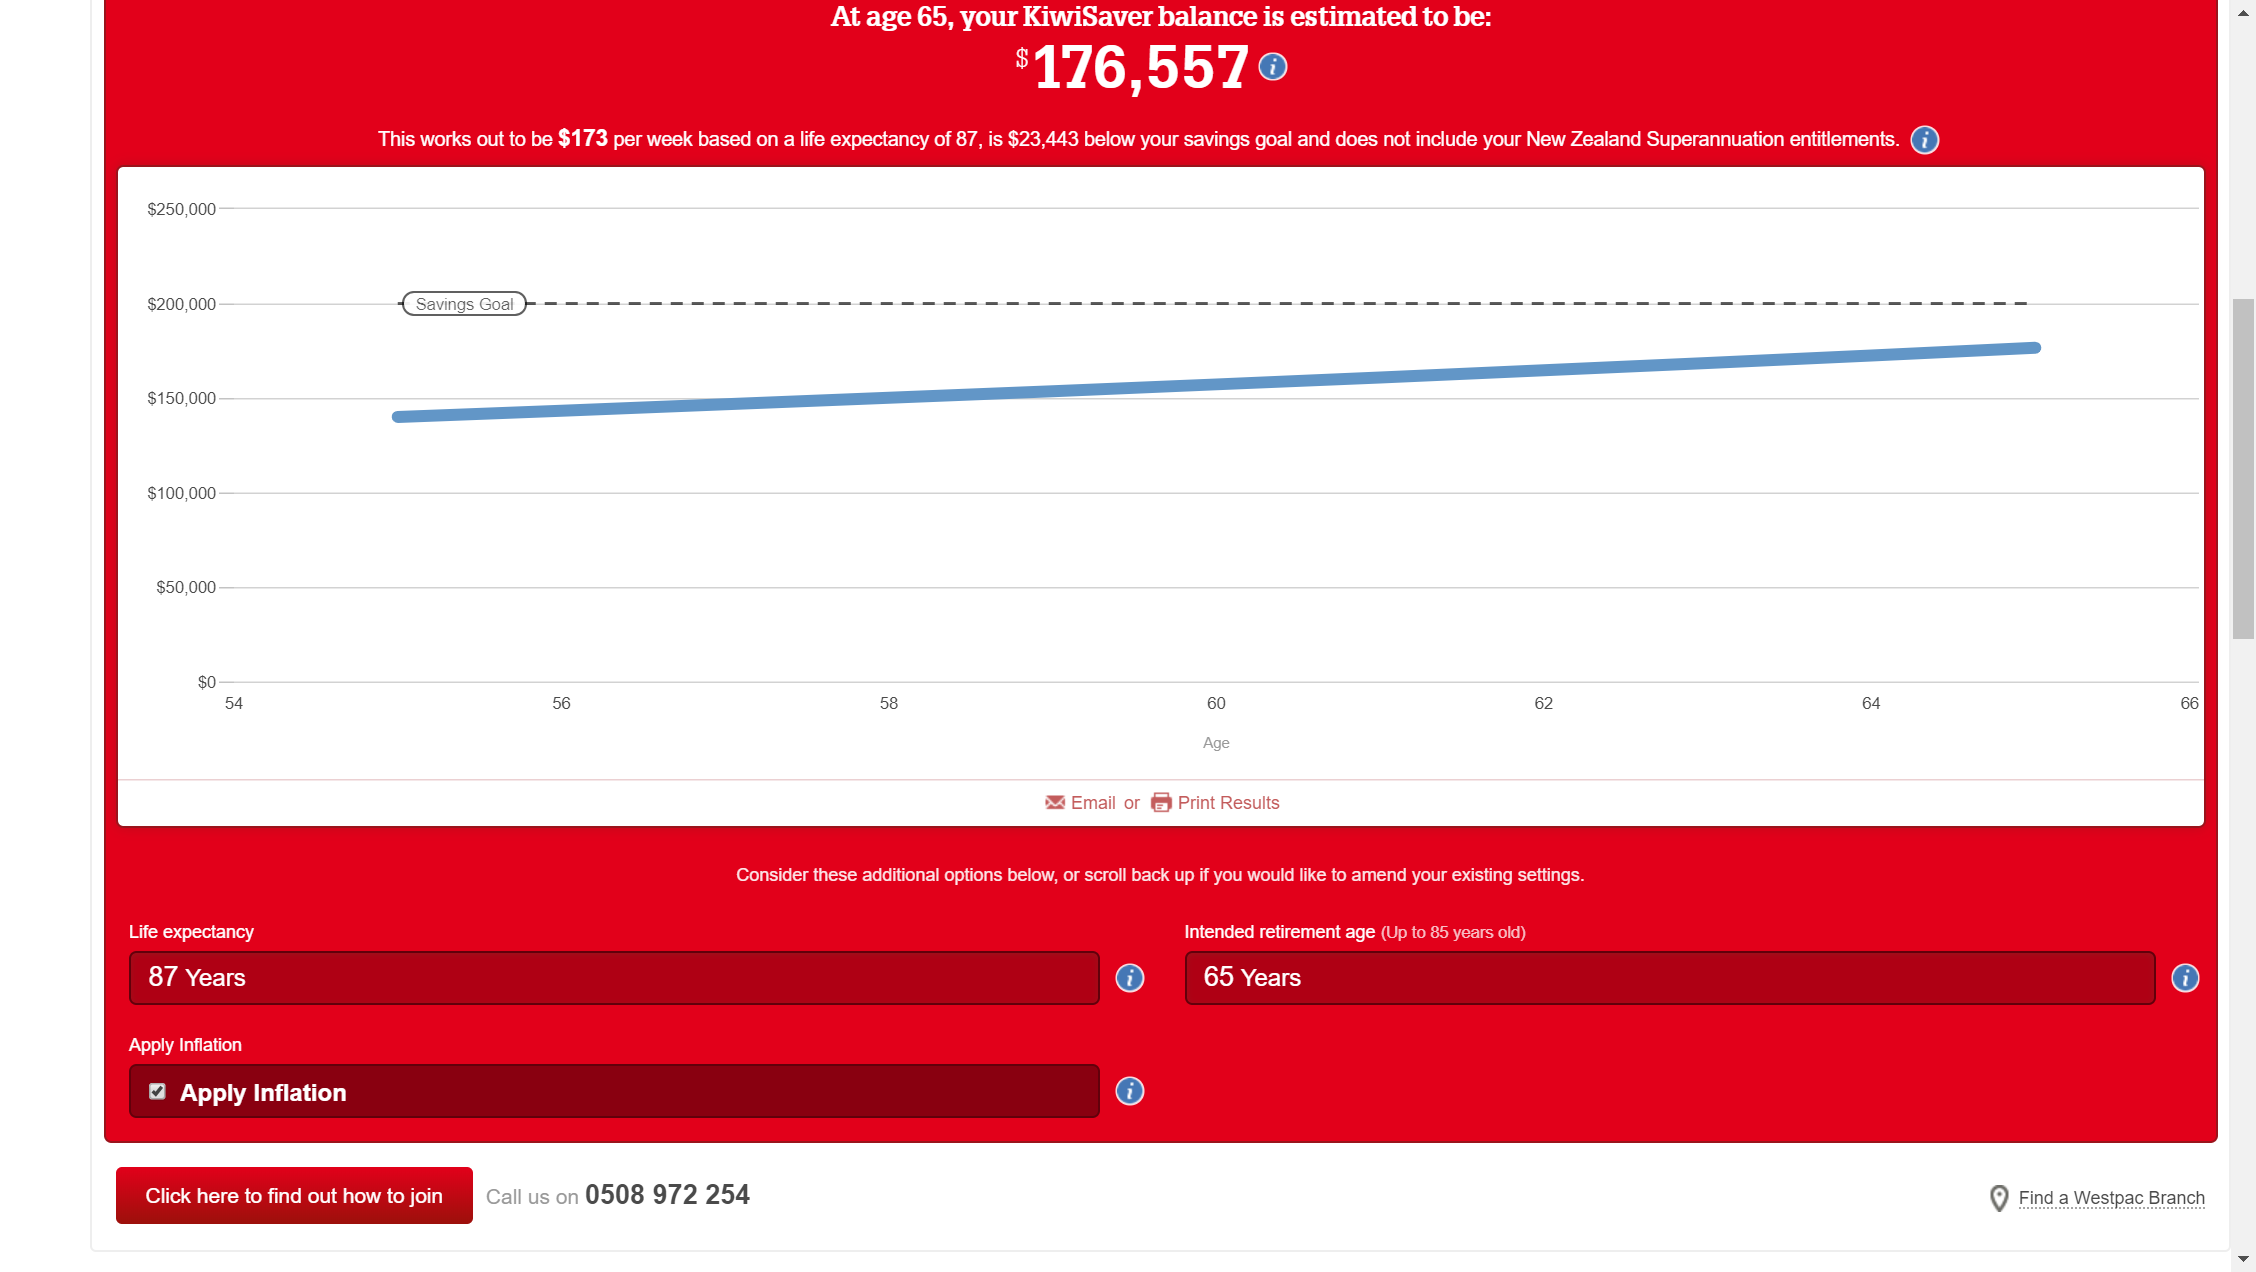 At age 65, your KiwiSaver balance is estimated to be:
$176,557
This works out to be $173 per week based on a life expectancy of 87, is $23,443 below your savings goal and does not include your New Zealand Superannuation entitlements.
$250,000
$200,000
Savings Goal
$150,000
$100,000
$50,000
$0
54 56 58 60 62 64 66
Age
Email or Print Results
Consider these additional options below, or scroll back up if you would like to amend your existing settings.
Life expectancy
87 Years
Intended retirement age (Up to 85 years old)
65 Years
Apply Inflation
Apply Inflation
Click here to find out how to join
Call us on 0508 972 254
Find a Westpac Branch